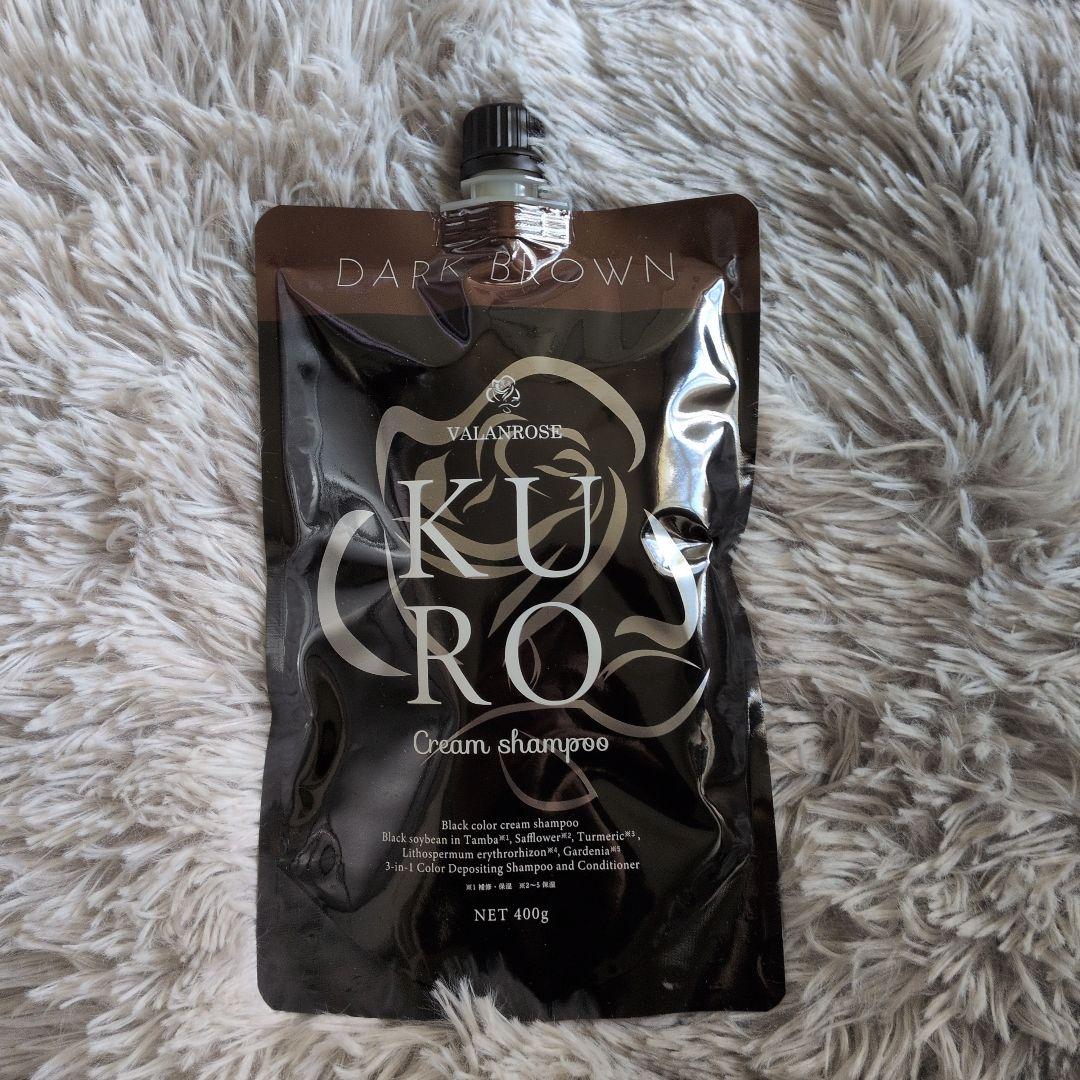 DARK BROWN
VALANROSE
KU
RO
Cream shampoo
Black color cream shampoo
Black soybean in Tamba※1, Safflower※2, Turmeric※3 ,
Lithospermum erythrorhizon※4, Gardenia※5
3-in-1 Color Depositing Shampoo and Conditioner
※1 補修・保湿 ※2〜5 保湿
NET 400g